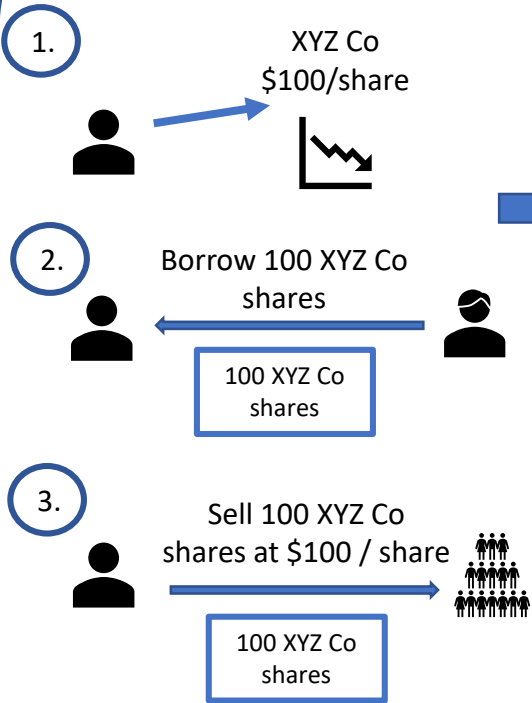 1.
XYZ Co
$100/share
2.
Borrow 100 XYZ Co
shares
100 XYZ Co
shares
3.
Sell 100 XYZ Co
shares at $100 / share
100 XYZ Co
shares